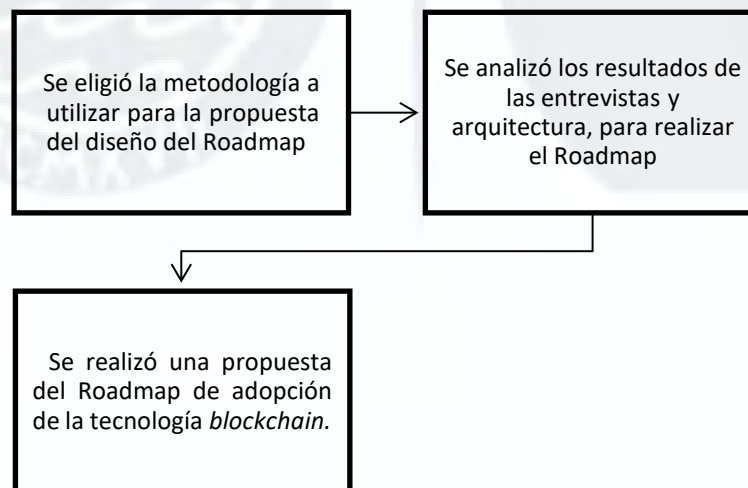 Se eligió la metodología a
utilizar para la propuesta
del diseño del Roadmap
Se analizó los resultados de
las entrevistas y
arquitectura, para realizar
el Roadmap
Se realizó una propuesta
del Roadmap de adopción
de la tecnología blockchain.